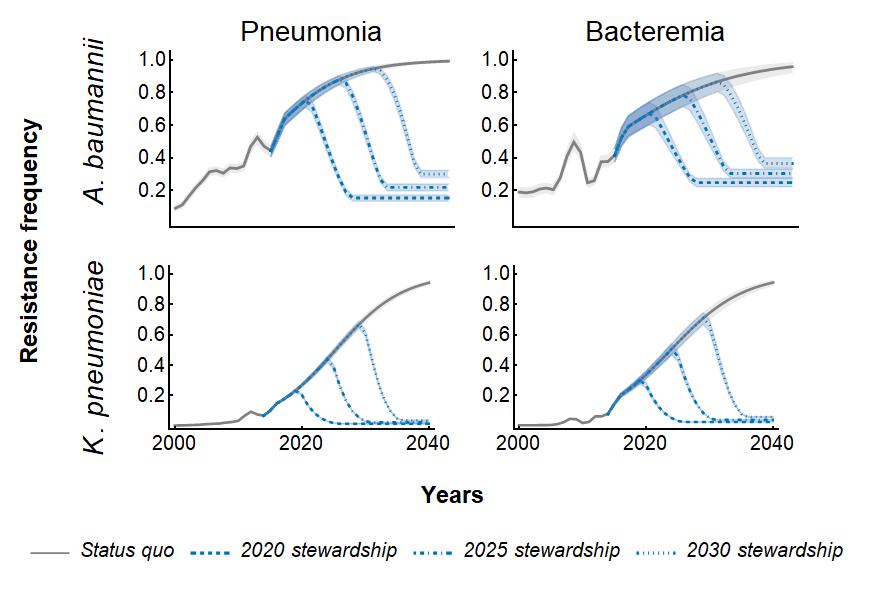 Pneumonia
Bacteremia
A. baumannii
1.0
0.8
0.6
0.4
0.2
1.0
0.8
0.6
0.4
0.2
Resistance frequency
K. pneumoniae
1.0
0.8
0.6
0.4
0.2
1.0
0.8
0.6
0.4
0.2
2000 2020 2040
2000 2020 2040
Years
Status quo 2020 stewardship 2025 stewardship 2030 stewardship